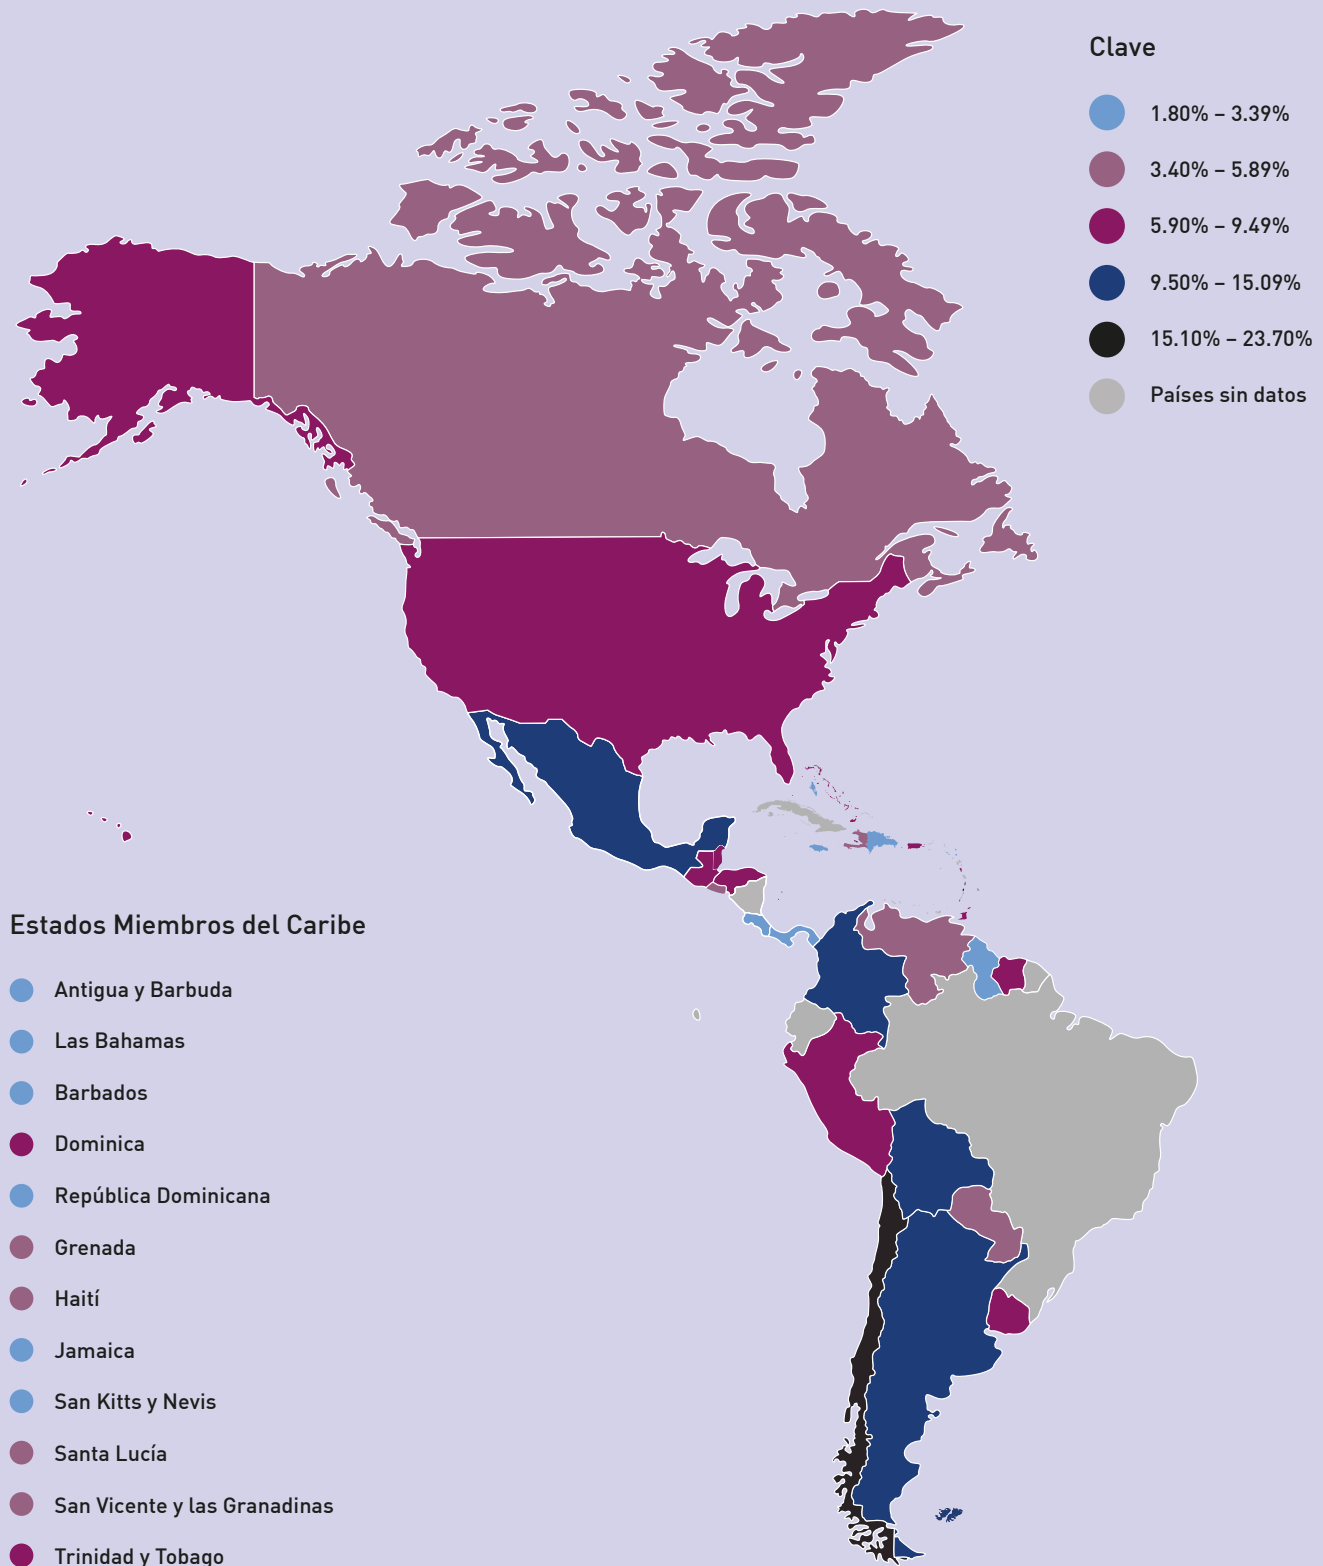 Clave
1.80% – 3.39%
3.40% – 5.89%
5.90% – 9.49%
9.50% – 15.09%
15.10% – 23.70%
Países sin datos
Estados Miembros del Caribe
Antigua y Barbuda
Las Bahamas
Barbados
Dominica
República Dominicana
Grenada
Haití
Jamaica
San Kitts y Nevis
Santa Lucía
San Vicente y las Granadinas
Trinidad y Tobago